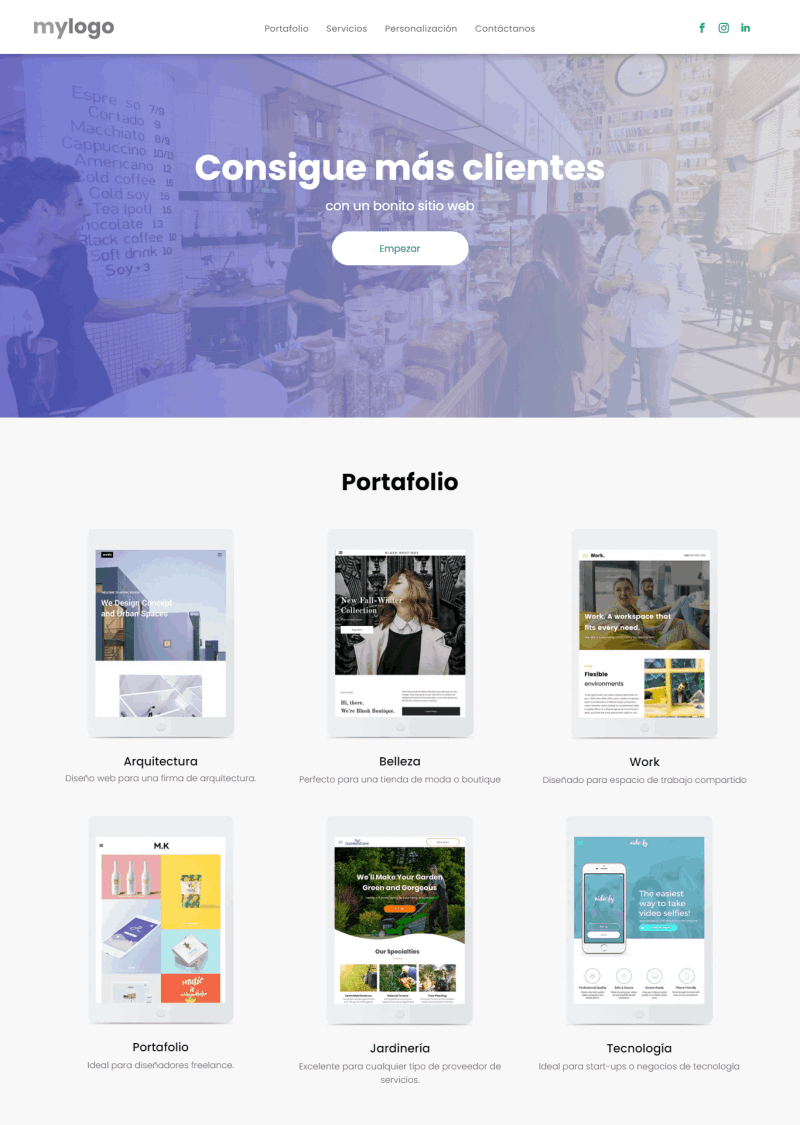 mylogo
Portafolio Servicios Personalización Contáctanos
Espre so 7/9
Cortado 9
Macchiato 8/9
Cappuccino 10/13
Americano 12
Cold coffee 16
Cold soy 16
Tea (pot) 16
hocolate 13
Black coffee 10
Soft drink 10
Soy+3
Consigue más clientes
con un bonito sitio web
Empezar
Portafolio
We Design Concept
and Urban Spaces
BLUSH BOUTIQUE
New Fall-Winter
Collection
Hi, there.
We're Blush Boutique.
Work.
Work. A workspace that
fits every need.
Flexible
environments
Arquitectura
Diseño web para una firma de arquitectura.
Belleza
Perfecto para una tienda de moda o boutique
Work
Diseñado para espacio de trabajo compartido
M.K
We'll Make Your Garden
Green and Gorgeous
Our Specialties
The easiest
way to take
video selfies!
Portafolio
Ideal para diseñadores freelance.
Jardinería
Excelente para cualquier tipo de proveedor de
servicios.
Tecnología
Ideal para start-ups o negocios de tecnología